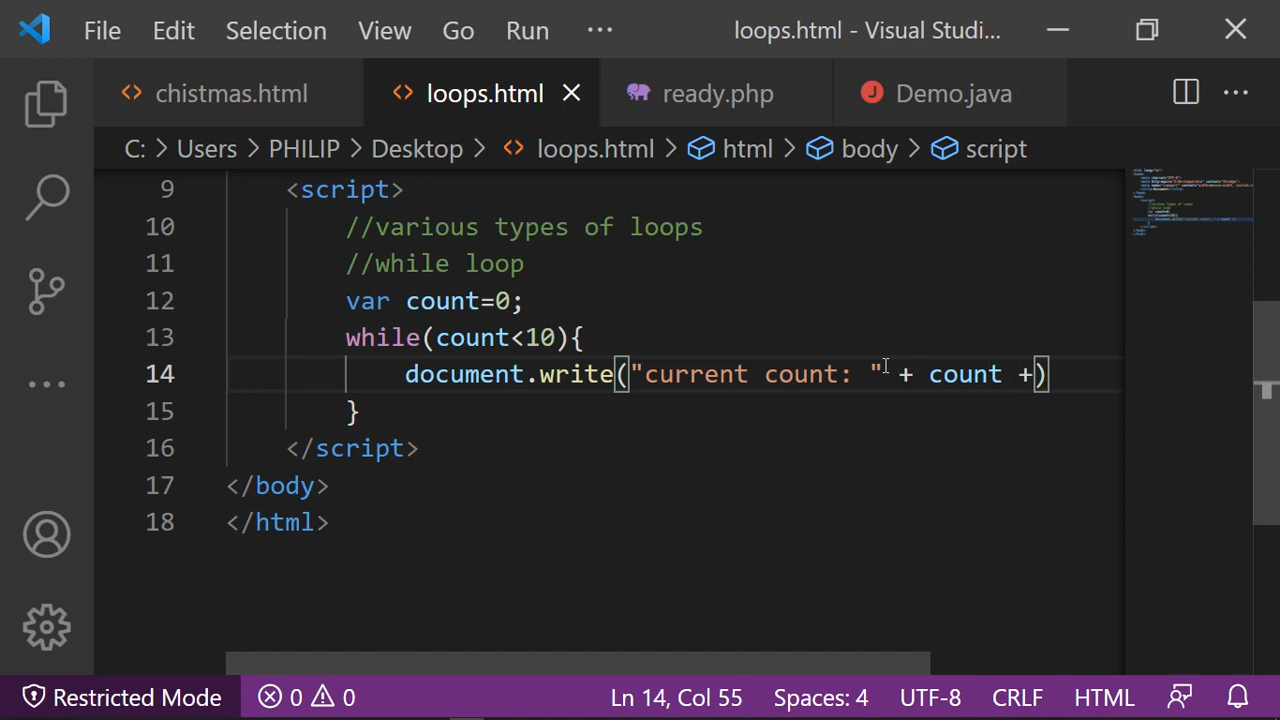 File Edit Selection View Go Run ··· loops.html - Visual Studi...
chistmas.html loops.html ready.php J Demo.java ···
C: > Users > PHILIP > Desktop > loops.html > html > body > script
9 <script>
10 //various types of loops
11 //while loop
12 var count=0;
13 while(count<10){
14 document.write("current count: " + count +)
15 }
16 </script>
17 </body>
18 </html>
Restricted Mode 0 0 Ln 14, Col 55 Spaces: 4 UTF-8 CRLF HTML